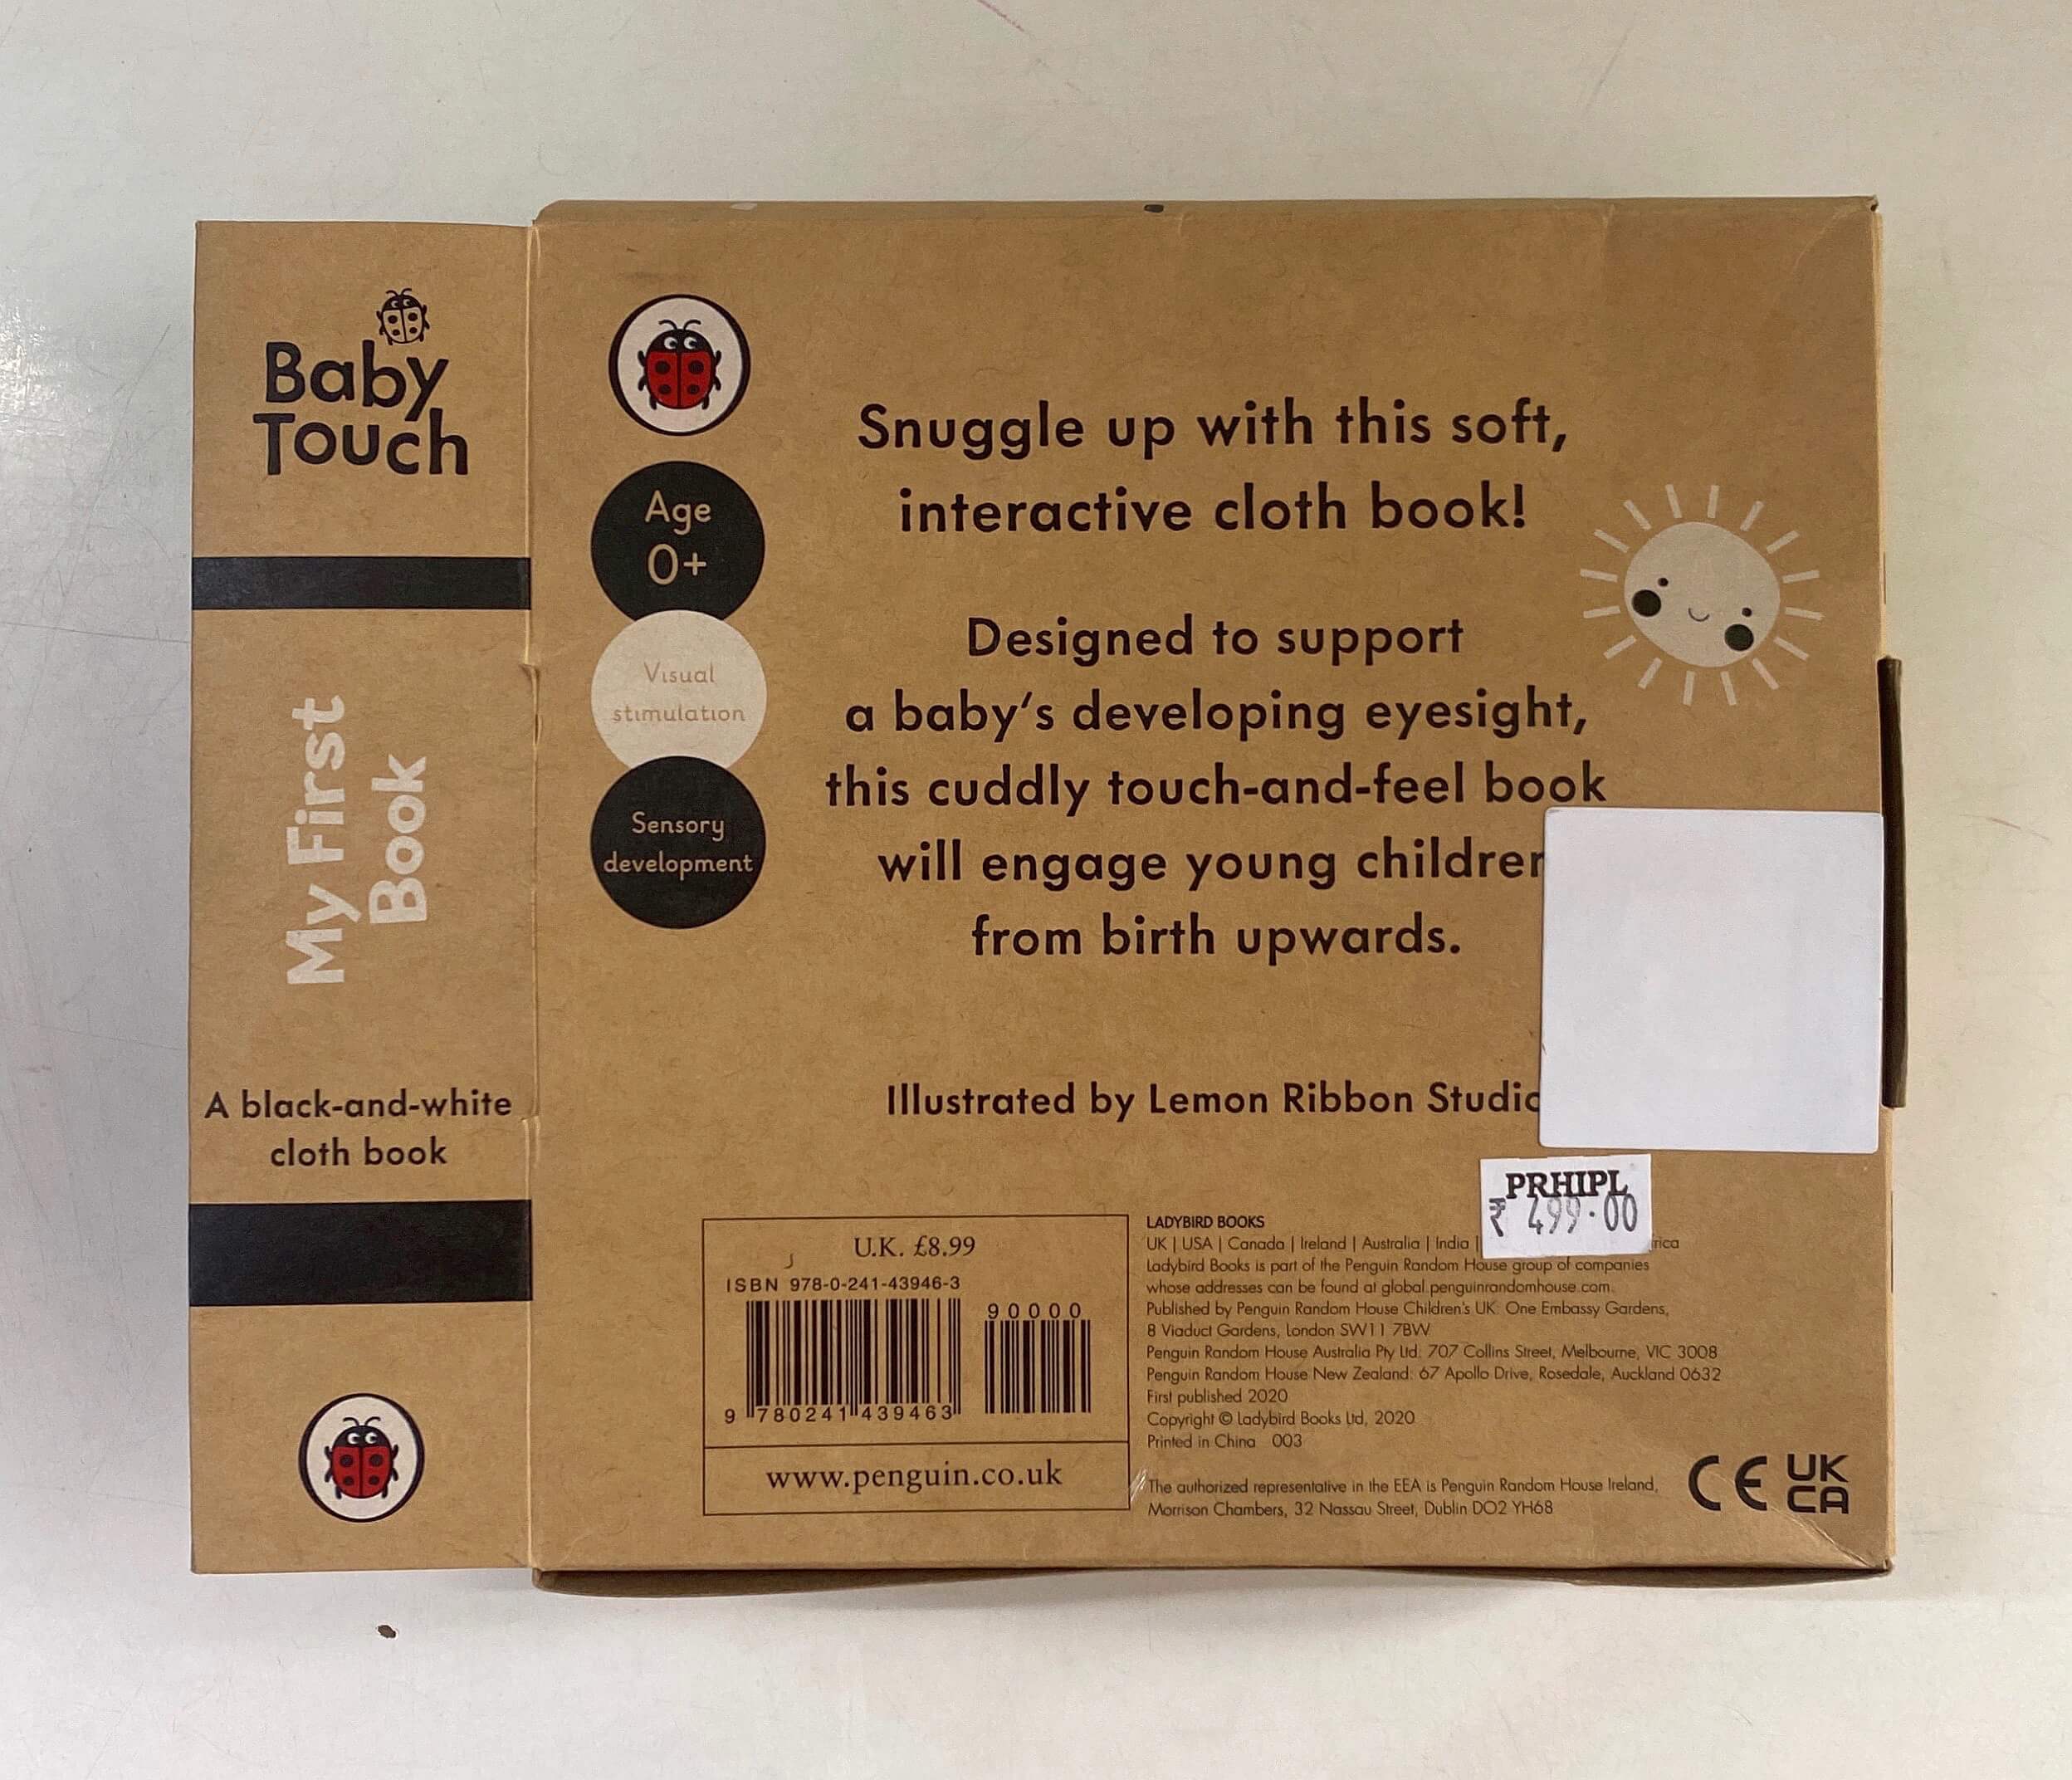 Baby
Touch
My First
Book
A black-and-white
cloth book
Age
0+
Visual
stimulation
Sensory
development
Snuggle up with this soft,
interactive cloth book!
Designed to support
a baby's developing eyesight,
this cuddly touch-and-feel book
will engage young childre
from birth upwards.
Illustrated by Lemon Ribbon Studi
PRHIPL
₹ 499.00
U.K. £8.99
ISBN 978-0-241-43946-3
90000
9 780241 439463
www.penguin.co.uk
LADYBIRD BOOKS
UK | USA | Canada | Ireland | Australia | India | rica
Ladybird Books is part of the Penguin Random House group of companies
whose addresses can be found at global.penguinrandomhouse.com.
Published by Penguin Random House Children's UK: One Embassy Gardens,
8 Viaduct Gardens, London SW11 7BW
Penguin Random House Australia Pty Ltd: 707 Collins Street, Melbourne, VIC 3008
Penguin Random House New Zealand: 67 Apollo Drive, Rosedale, Auckland 0632
First published 2020
Copyright © Ladybird Books Ltd, 2020
Printed in China 003
The authorized representative in the EEA is Penguin Random House Ireland,
Morrison Chambers, 32 Nassau Street, Dublin DO2 YH68
CE
UK
CA